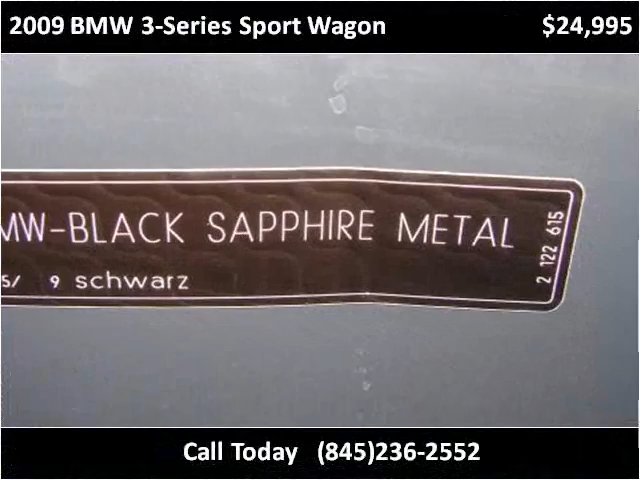 2009 BMW 3-Series Sport Wagon $24,995
MW-BLACK SAPPHIRE METAL
2 122 615
5/ 9 schwarz
Call Today (845)236-2552